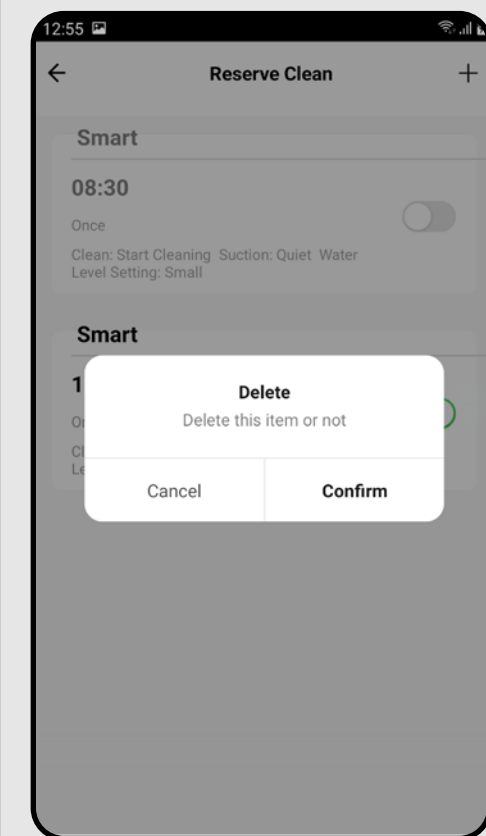 12:55
Reserve Clean
Smart
08:30
Once
Clean: Start Cleaning Suction: Quiet Water
Level Setting: Small
Smart
1
Delete
Delete this item or not
Cancel
Confirm